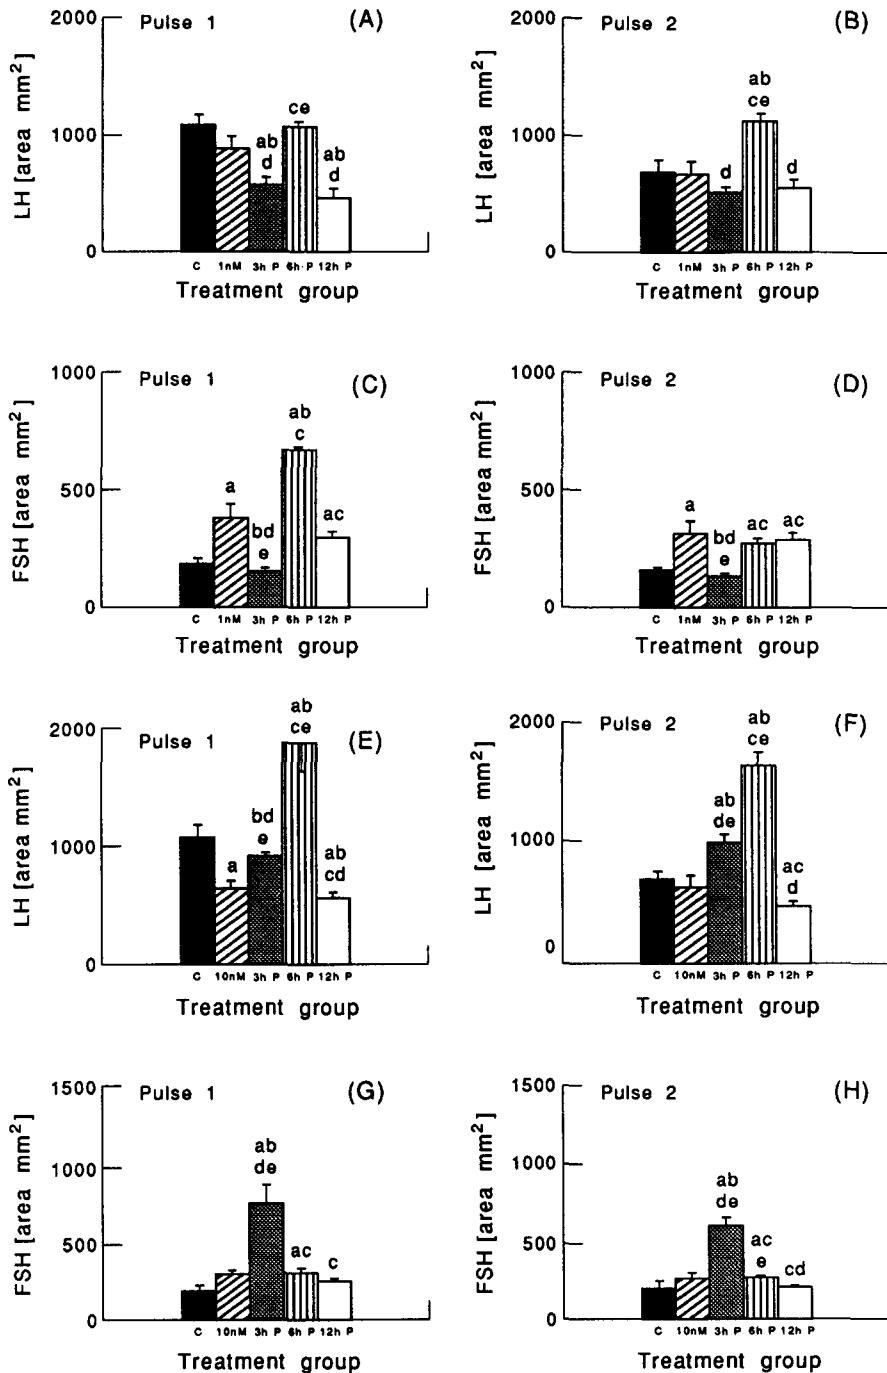 Pulse 1
(A)
LH [area mm²]
2000
1000
0
ce
ab
ab
d
d
C 1nM 3h P 6h· P 12h P
Treatment group
Pulse 2
(B)
LH [area mm²]
2000
1000
0
ab
ce
d
d
C 1nM 3h P 6h P 12h P
Treatment group
Pulse 1
(C)
FSH [area mm²]
1000
500
0
ab
c
a
ac
bd
e
C 1nM 3h P 6h P 12h P
Treatment group
Pulse 2
(D)
FSH [area mm²]
1000
500
0
a
bd
ac
ac
e
C 1nM 3h P 6h P 12h P
Treatment group
Pulse 1
(E)
LH [area mm²]
2000
1000
0
ab
ce
bd
e
a
ab
cd
C 10nM 3h P 6h P 12h P
Treatment group
Pulse 2
(F)
LH [area mm²]
2000
1000
0
ab
ce
ab
de
ac
d
C 10nM 3h P 6h P 12h P
Treatment group
Pulse 1
(G)
FSH [area mm²]
1500
1000
500
0
ab
de
ac
c
C 10nM 3h P 6h P 12h P
Treatment group
Pulse 2
(H)
FSH [area mm²]
1500
1000
500
0
ab
de
ac
e
cd
C 10nM 3h P 6h P 12h P
Treatment group